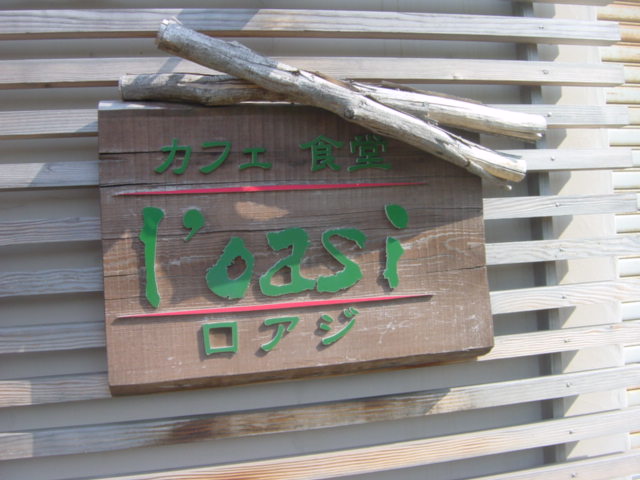 カフェ 食堂
l'oasi
ロアジ